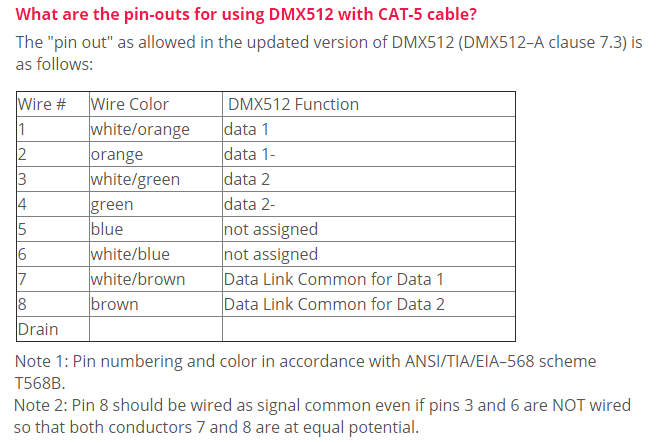 What are the pin-outs for using DMX512 with CAT-5 cable?
The "pin out" as allowed in the updated version of DMX512 (DMX512–A clause 7.3) is
as follows:
Wire # Wire Color DMX512 Function
1 white/orange data 1
2 orange data 1-
3 white/green data 2
4 green data 2-
5 blue not assigned
6 white/blue not assigned
7 white/brown Data Link Common for Data 1
8 brown Data Link Common for Data 2
Drain
Note 1: Pin numbering and color in accordance with ANSI/TIA/EIA–568 scheme
T568B.
Note 2: Pin 8 should be wired as signal common even if pins 3 and 6 are NOT wired
so that both conductors 7 and 8 are at equal potential.